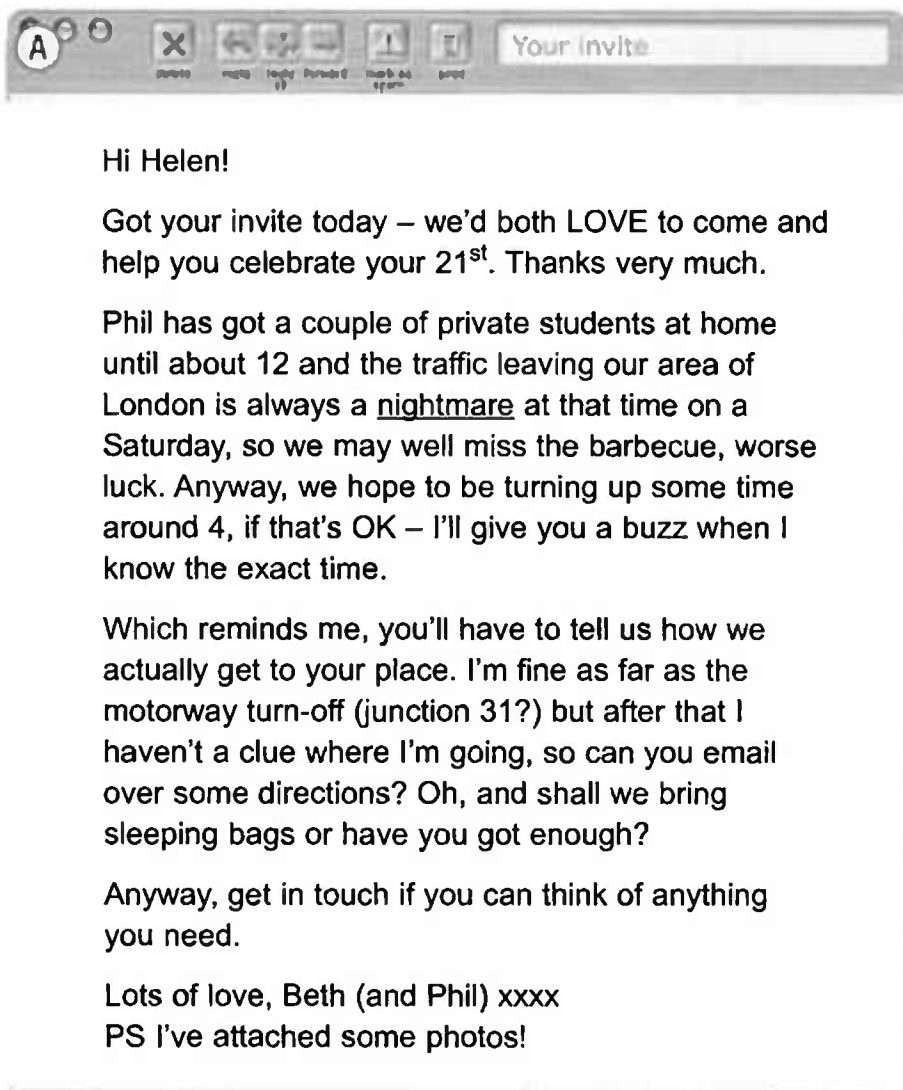 A
Your invite
Hi Helen!
Got your invite today – we'd both LOVE to come and
help you celebrate your 21st. Thanks very much.
Phil has got a couple of private students at home
until about 12 and the traffic leaving our area of
London is always a nightmare at that time on a
Saturday, so we may well miss the barbecue, worse
luck. Anyway, we hope to be turning up some time
around 4, if that's OK – I'll give you a buzz when I
know the exact time.
Which reminds me, you'll have to tell us how we
actually get to your place. I'm fine as far as the
motorway turn-off (junction 31?) but after that I
haven't a clue where I'm going, so can you email
over some directions? Oh, and shall we bring
sleeping bags or have you got enough?
Anyway, get in touch if you can think of anything
you need.
Lots of love, Beth (and Phil) xxxx
PS I've attached some photos!